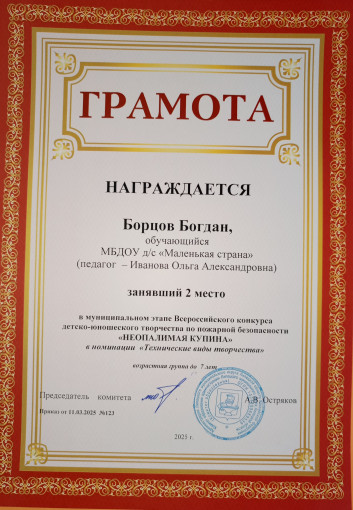 ГРАМОТА
НАГРАЖДАЕТСЯ
Борцов Богдан,
обучающийся
МБДОУ д/с «Маленькая страна»
(педагог – Иванова Ольга Александровна)
занявший 2 место
в муниципальном этапе Всероссийского конкурса
детско-юношеского творчества по пожарной безопасности
«НЕОПАЛИМАЯ КУПИНА»
в номинации «Технические виды творчества»
возрастная группа до 7 лет
Председатель комитета А.В. Остряков
Приказ от 11.03.2025 №123
2025 г.